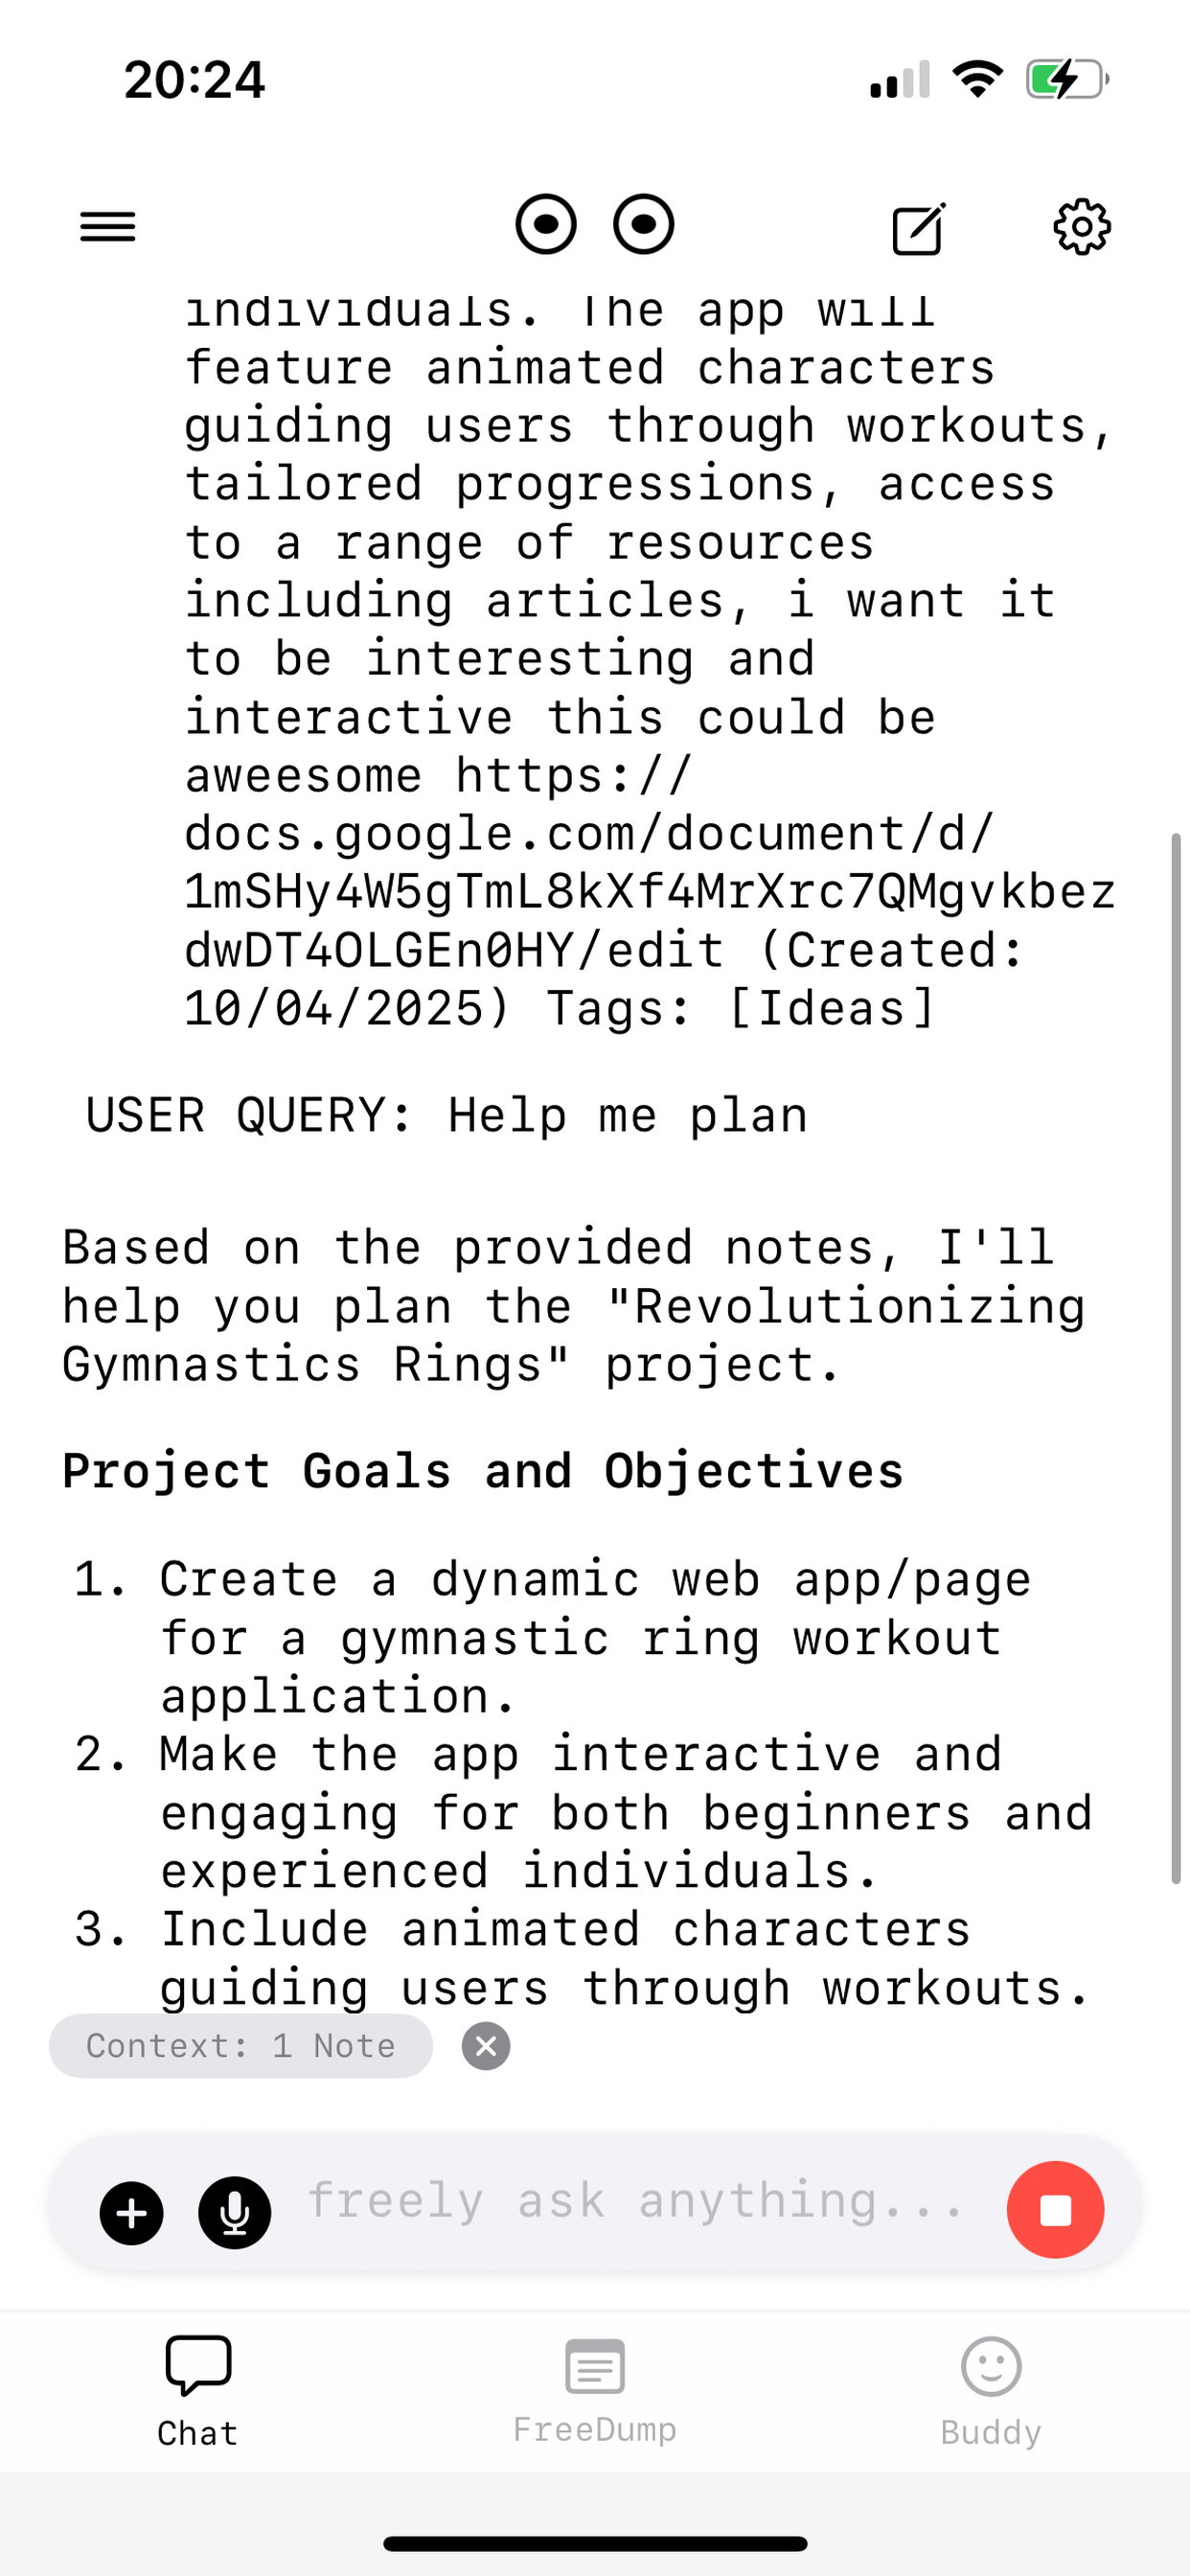 20:24
individuals. The app will
feature animated characters
guiding users through workouts,
tailored progressions, access
to a range of resources
including articles, i want it
to be interesting and
interactive this could be
aweesome https://
docs.google.com/document/d/
1mSHy4W5gTmL8kXf4MrXrc7QMgvkbez
dwDT4OLGEn0HY/edit (Created:
10/04/2025) Tags: [Ideas]
USER QUERY: Help me plan
Based on the provided notes, I'll
help you plan the "Revolutionizing
Gymnastics Rings" project.
Project Goals and Objectives
1. Create a dynamic web app/page
for a gymnastic ring workout
application.
2. Make the app interactive and
engaging for both beginners and
experienced individuals.
3. Include animated characters
guiding users through workouts.
Context: 1 Note
freely ask anything...
Chat
FreeDump
Buddy